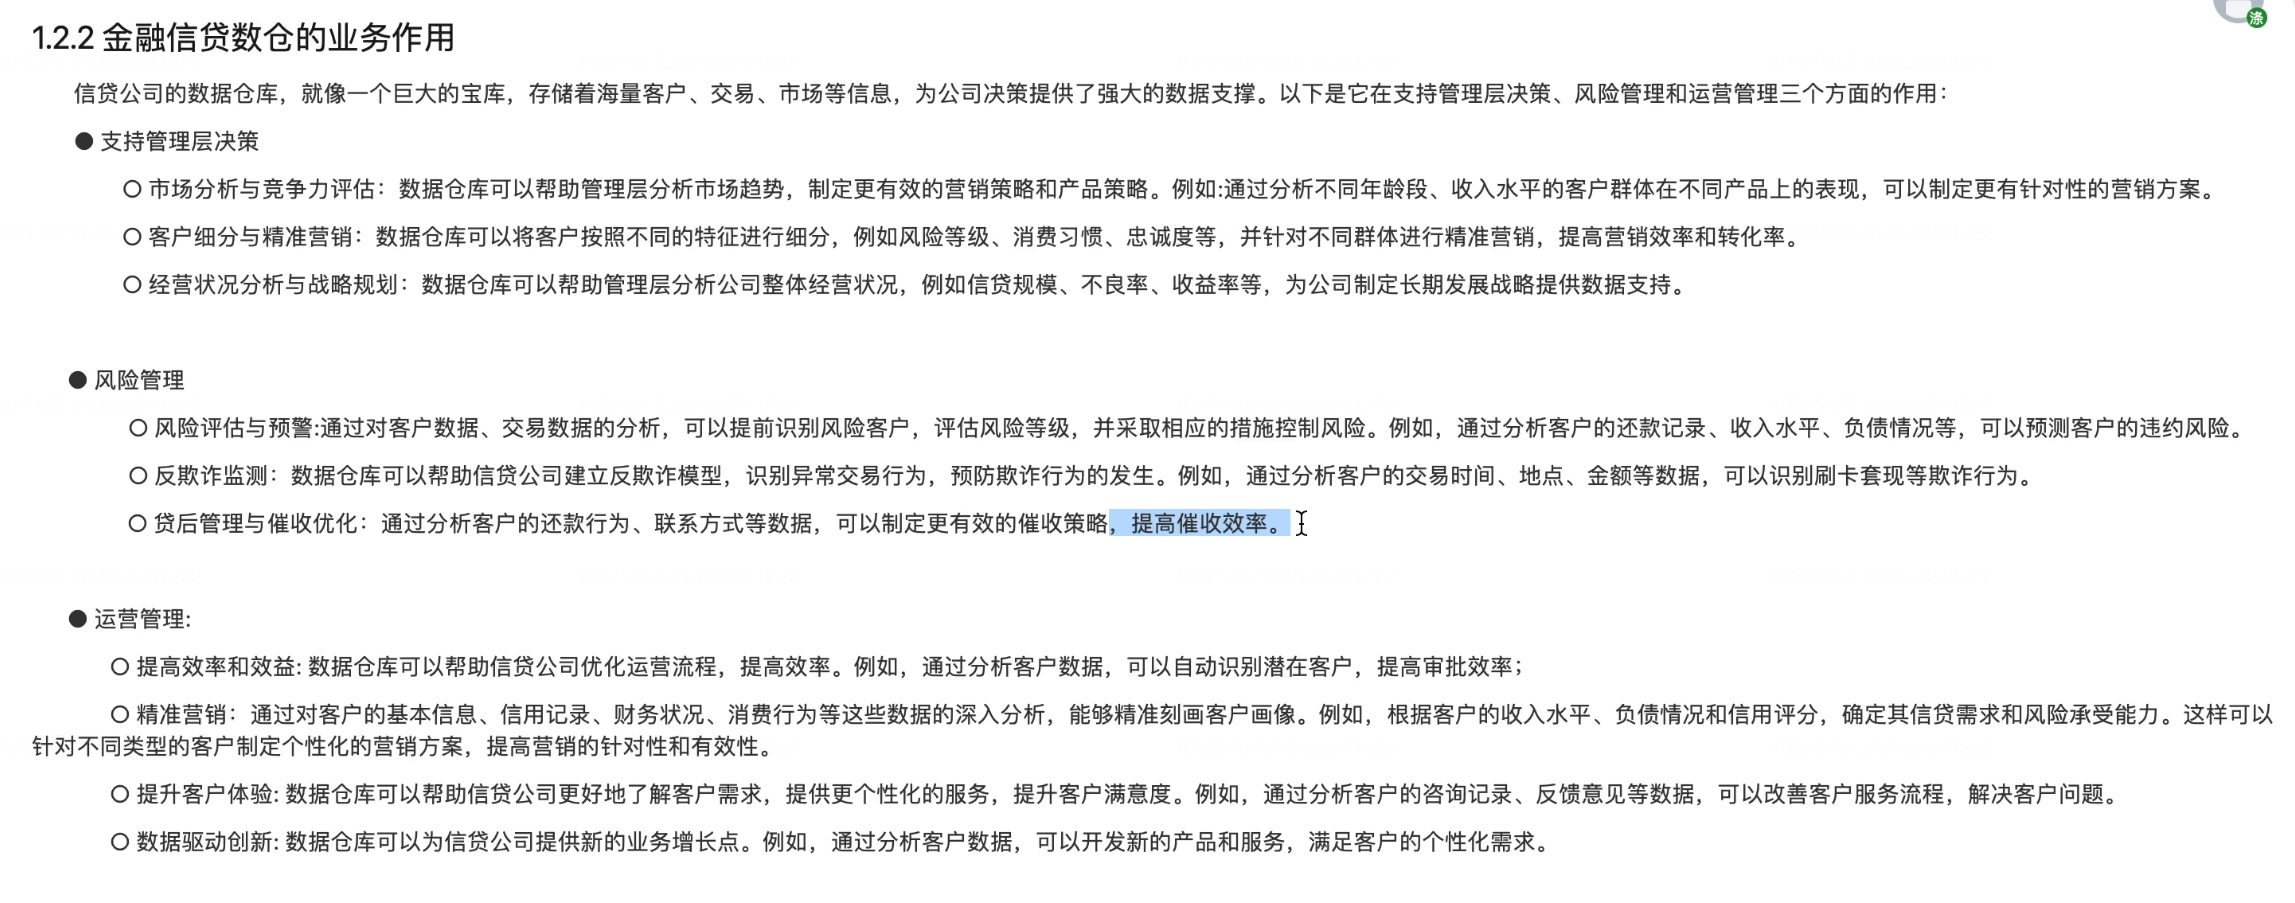 1.2.2 金融信贷数仓的业务作用
涤
信贷公司的数据仓库，就像一个巨大的宝库，存储着海量客户、交易、市场等信息，为公司决策提供了强大的数据支撑。以下是它在支持管理层决策、风险管理和运营管理三个方面的作用：
● 支持管理层决策
○ 市场分析与竞争力评估：数据仓库可以帮助管理层分析市场趋势，制定更有效的营销策略和产品策略。例如:通过分析不同年龄段、收入水平的客户群体在不同产品上的表现，可以制定更有针对性的营销方案。
○ 客户细分与精准营销：数据仓库可以将客户按照不同的特征进行细分，例如风险等级、消费习惯、忠诚度等，并针对不同群体进行精准营销，提高营销效率和转化率。
○ 经营状况分析与战略规划：数据仓库可以帮助管理层分析公司整体经营状况，例如信贷规模、不良率、收益率等，为公司制定长期发展战略提供数据支持。
● 风险管理
○ 风险评估与预警:通过对客户数据、交易数据的分析，可以提前识别风险客户，评估风险等级，并采取相应的措施控制风险。例如，通过分析客户的还款记录、收入水平、负债情况等，可以预测客户的违约风险。
○ 反欺诈监测：数据仓库可以帮助信贷公司建立反欺诈模型，识别异常交易行为，预防欺诈行为的发生。例如，通过分析客户的交易时间、地点、金额等数据，可以识别刷卡套现等欺诈行为。
○ 贷后管理与催收优化：通过分析客户的还款行为、联系方式等数据，可以制定更有效的催收策略，提高催收效率。
● 运营管理:
○ 提高效率和效益: 数据仓库可以帮助信贷公司优化运营流程，提高效率。例如，通过分析客户数据，可以自动识别潜在客户，提高审批效率；
○ 精准营销：通过对客户的基本信息、信用记录、财务状况、消费行为等这些数据的深入分析，能够精准刻画客户画像。例如，根据客户的收入水平、负债情况和信用评分，确定其信贷需求和风险承受能力。这样可以
针对不同类型的客户制定个性化的营销方案，提高营销的针对性和有效性。
○ 提升客户体验: 数据仓库可以帮助信贷公司更好地了解客户需求，提供更个性化的服务，提升客户满意度。例如，通过分析客户的咨询记录、反馈意见等数据，可以改善客户服务流程，解决客户问题。
○ 数据驱动创新: 数据仓库可以为信贷公司提供新的业务增长点。例如，通过分析客户数据，可以开发新的产品和服务，满足客户的个性化需求。